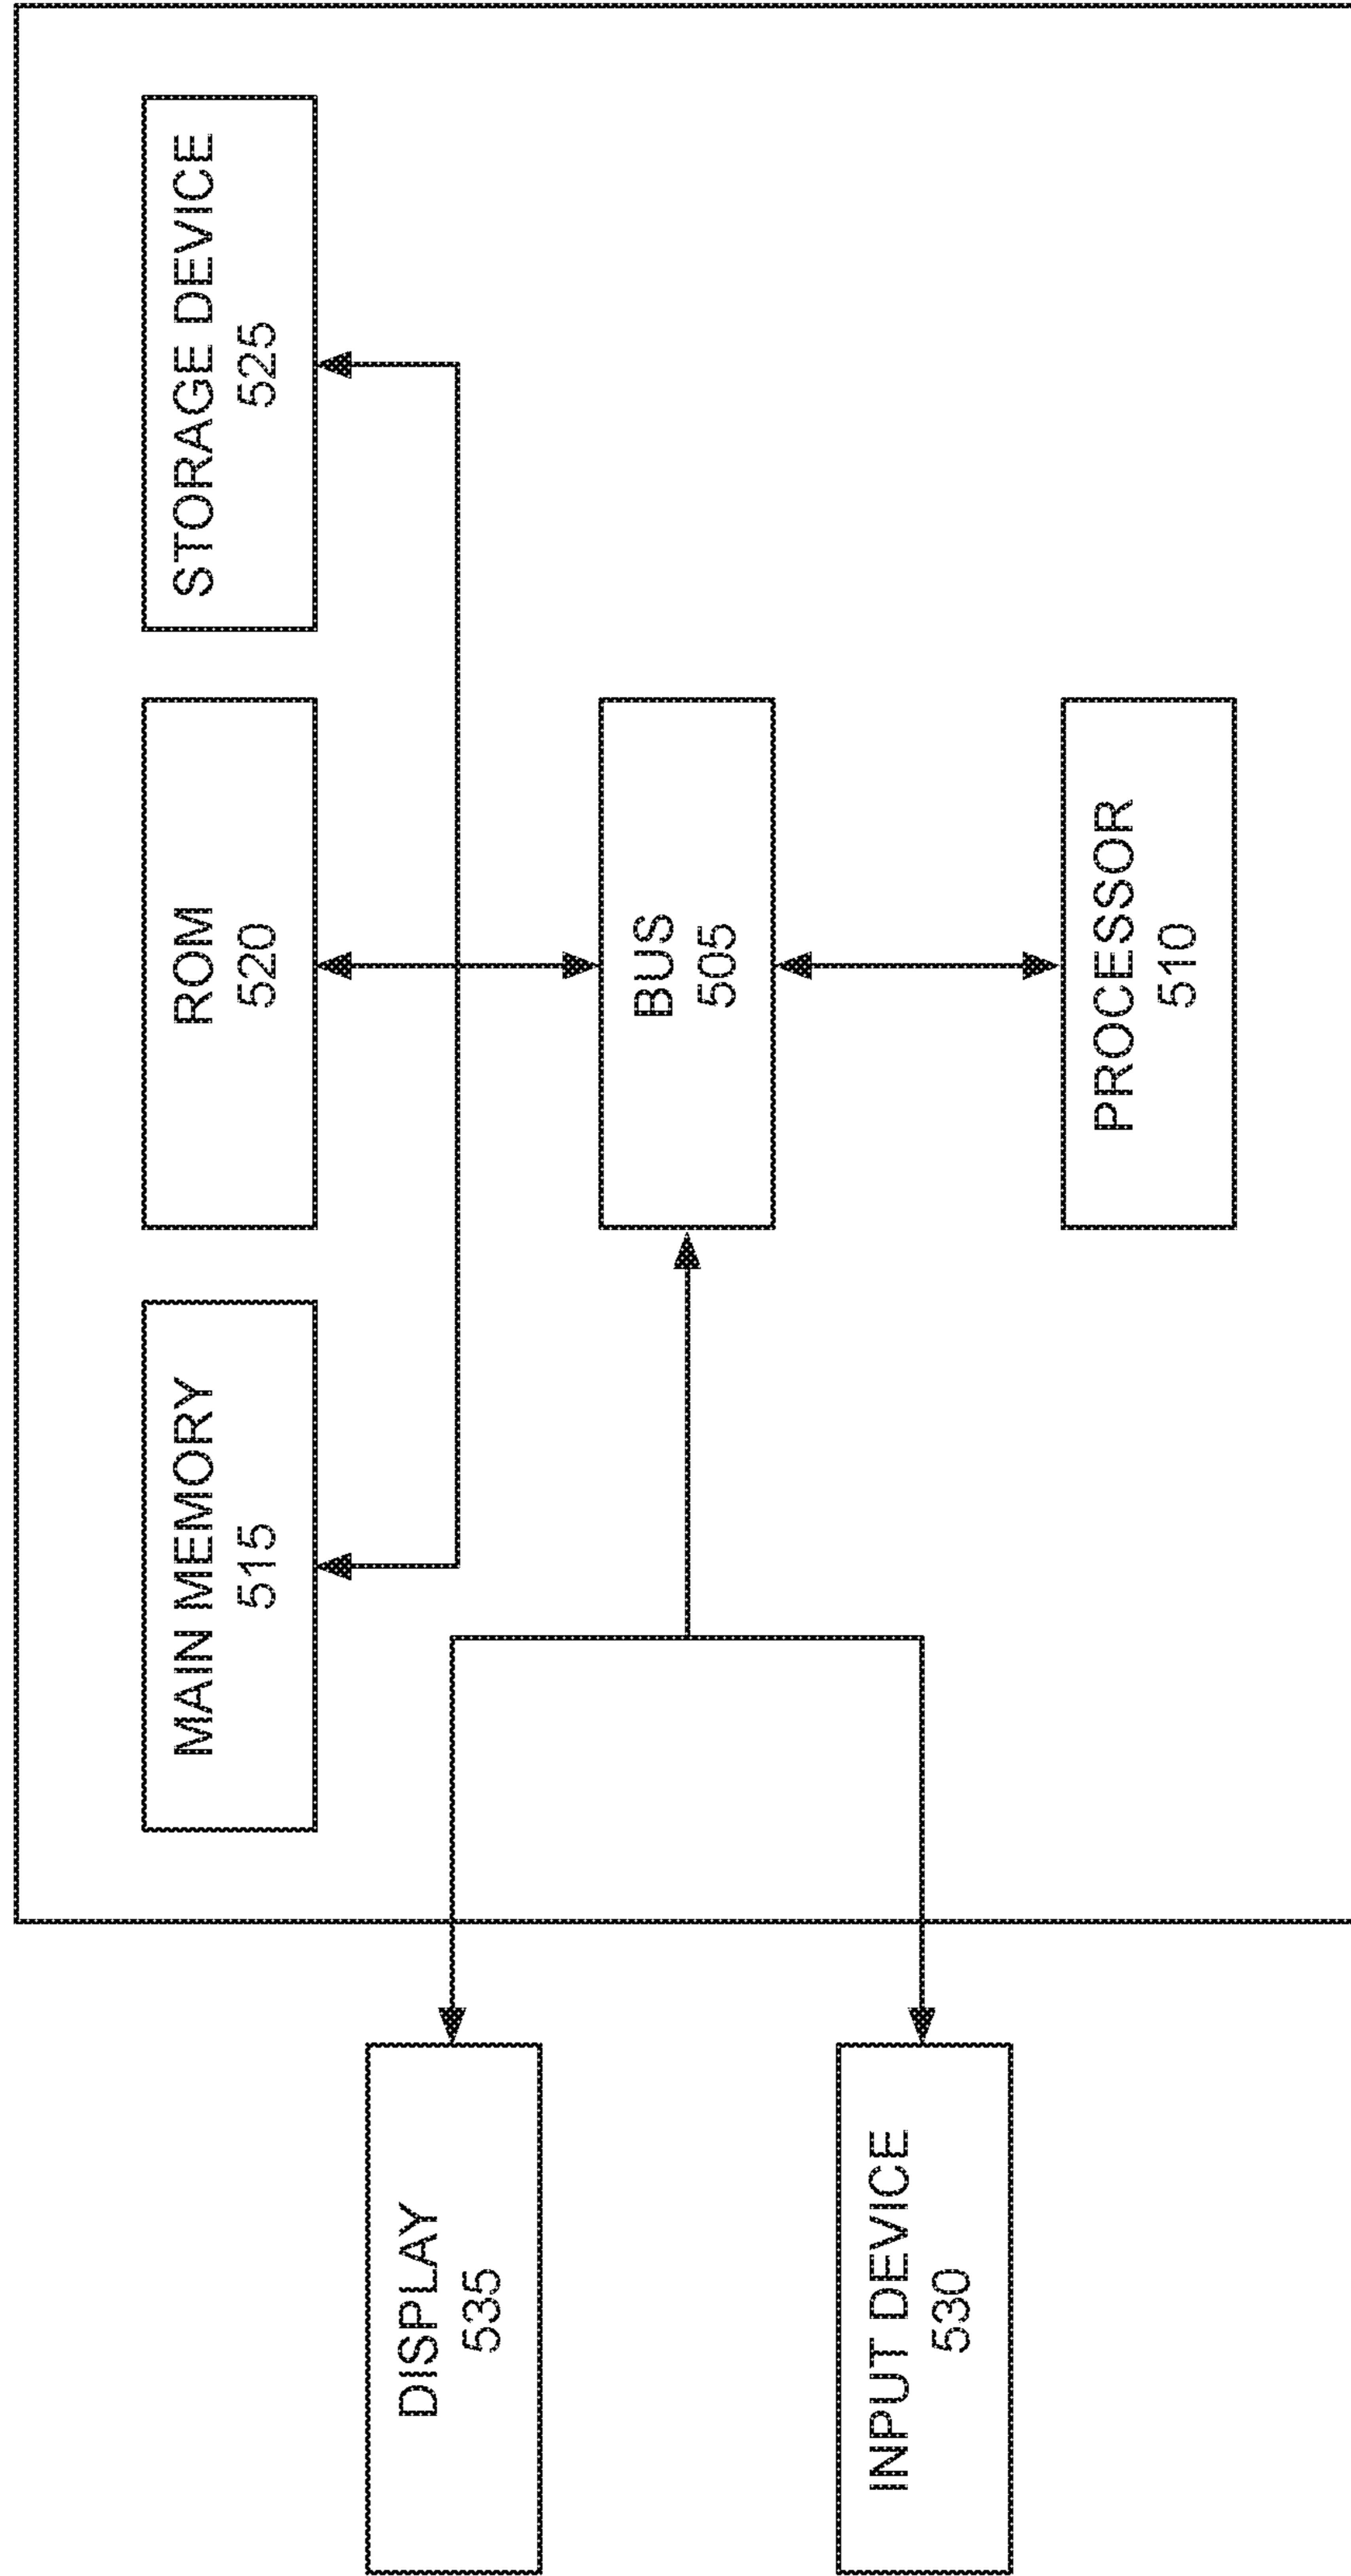 MAIN MEMORY
515
ROM
520
STORAGE DEVICE
525
DISPLAY
535
BUS
505
INPUT DEVICE
530
PROCESSOR
510